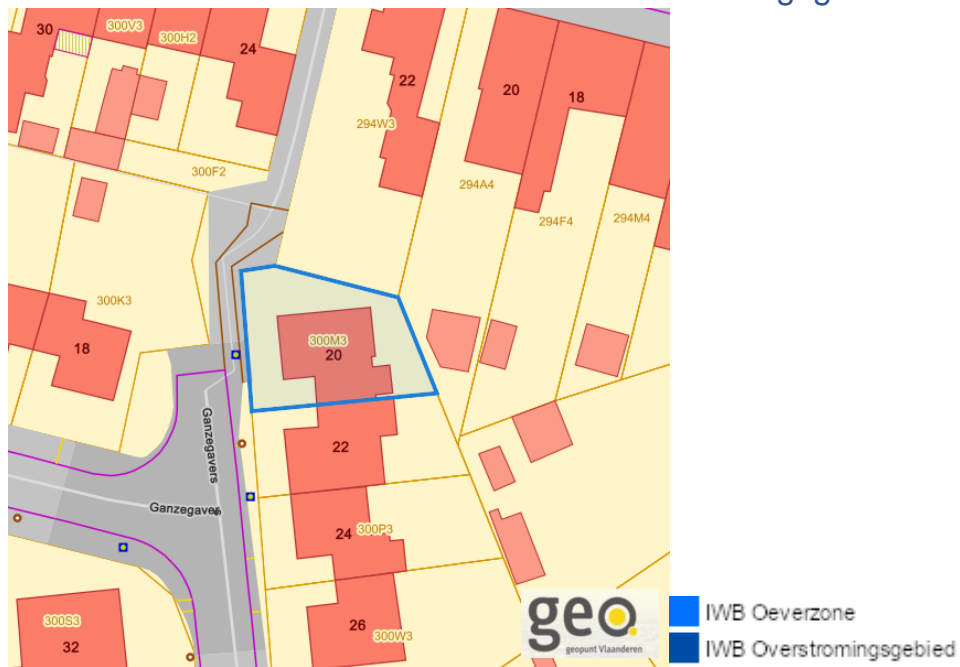 30
300V3
300H2
24
22
20
18
294W3
300F2
294A4
294F4
294M4
300K3
18
300M3
20
Ganzegavers
22
Ganzegavers
24
300P3
26
300W3
300S3
32
geo.
geopunt Vlaanderen
IWB Oeverzone
IWB Overstromingsgebied